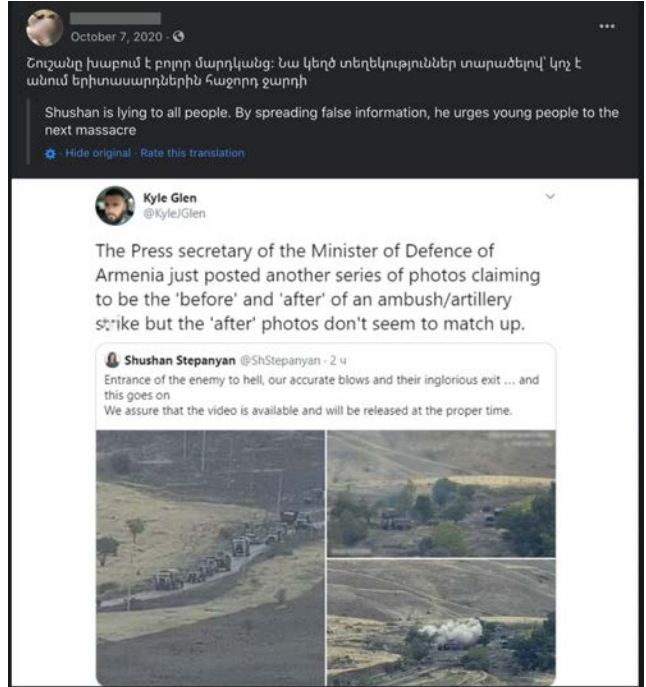 October 7, 2020 ·
Շուշանը խաբում է բոլոր մարդկանց: Նա կեղծ տեղեկություններ տարածելով՝ կոչ է
անում երիտասարդներին հաջորդ ջարդի
Shushan is lying to all people. By spreading false information, he urges young people to the
next massacre
· Hide original · Rate this translation
Kyle Glen
@KyleJGlen
The Press secretary of the Minister of Defence of
Armenia just posted another series of photos claiming
to be the 'before' and 'after' of an ambush/artillery
strike but the 'after' photos don't seem to match up.
Shushan Stepanyan @ShStepanyan · 2 ч
Entrance of the enemy to hell, our accurate blows and their inglorious exit ... and
this goes on
We assure that the video is available and will be released at the proper time.